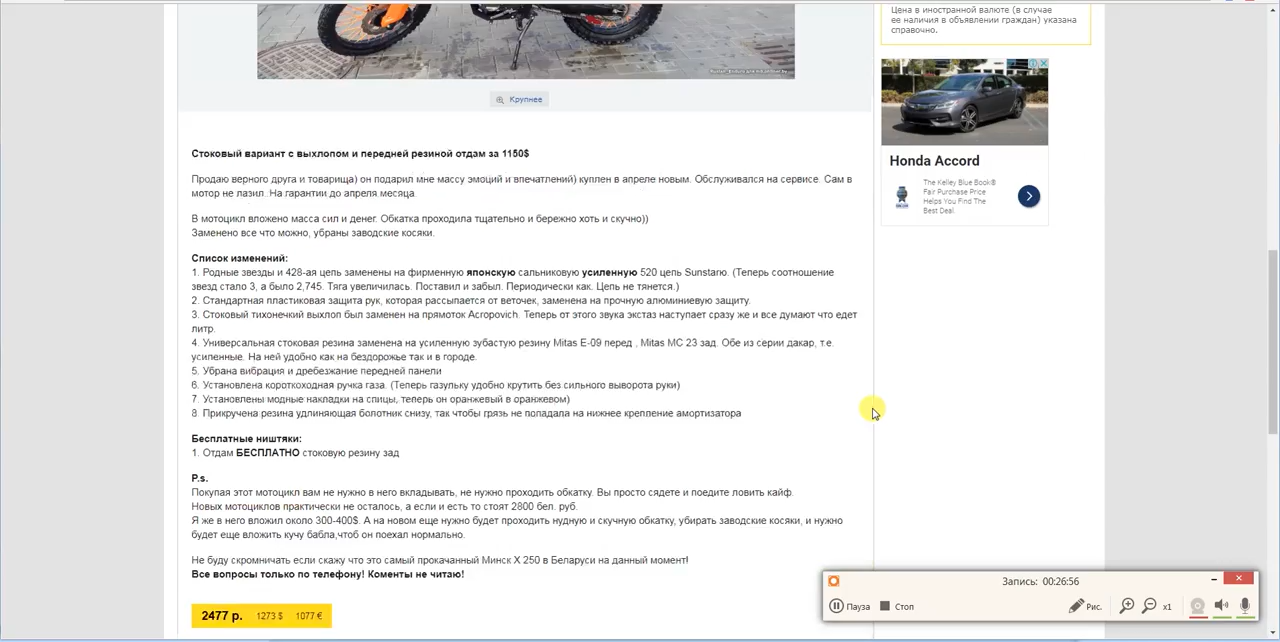 Цена в иностранной валюте (в случае
ее наличия в объявлении граждан) указана
справочно.
Крупнее
Honda Accord
The Kelley Blue Book®
Fair Purchase Price
Helps You Find The
Best Deal.
Стоковый вариант с выхлопом и передней резиной отдам за 1150$
Продаю верного друга и товарища) он подарил мне массу эмоций и впечатлений) куплен в апреле новым. Обслуживался на сервисе. Сам в
мотор не лазил. На гарантии до апреля месяца.
В мотоцикл вложено масса сил и денег. Обкатка проходила тщательно и бережно хоть и скучно))
Заменено все что можно, убраны заводские косяки.
Список изменений:
1. Родные звезды и 428-ая цепь заменены на фирменную японскую сальниковую усиленную 520 цепь Sunstarю. (Теперь соотношение
звезд стало 3, а было 2,745. Тяга увеличилась. Поставил и забыл. Периодически как. Цепь не тянется.)
2. Стандартная пластиковая защита рук, которая рассыпается от веточек, заменена на прочную алюминиевую защиту.
3. Стоковый тихонечкий выхлоп был заменен на прямоток Acropovich. Теперь от этого звука экстаз наступает сразу же и все думают что едет
литр.
4. Универсальная стоковая резина заменена на усиленную зубастую резину Mitas E-09 перед , Mitas MC 23 зад. Обе из серии дакар, т.е.
усиленные. На ней удобно как на бездорожье так и в городе.
5. Убрана вибрация и дребезжание передней панели
6. Установлена короткоходная ручка газа. (Теперь газульку удобно крутить без сильного выворота руки)
7. Установлены модные накладки на спицы, теперь он оранжевый в оранжевом)
8 Прикручена резина удлиняющая болотник снизу, так чтобы грязь не попадала на нижнее крепление амортизатора
Бесплатные ништяки:
1. Отдам БЕСПЛАТНО стоковую резину зад
P.s.
Покупая этот мотоцикл вам не нужно в него вкладывать, не нужно проходить обкатку. Вы просто сядете и поедите ловить кайф.
Новых мотоциклов практически не осталось, а если и есть то стоят 2800 бел. руб.
Я же в него вложил около 300-400$. А на новом еще нужно будет проходить нудную и скучную обкатку, убирать заводские косяки, и нужно
будет еще вложить кучу бабла,чтоб он поехал нормально.
Не буду скромничать если скажу что это самый прокачанный Минск X 250 в Беларуси на данный момент!
Все вопросы только по телефону! Коменты не читаю!
2477 р. 1273 $ 1077 €
Запись: 00:26:56
Пауза Стоп Рис. x1